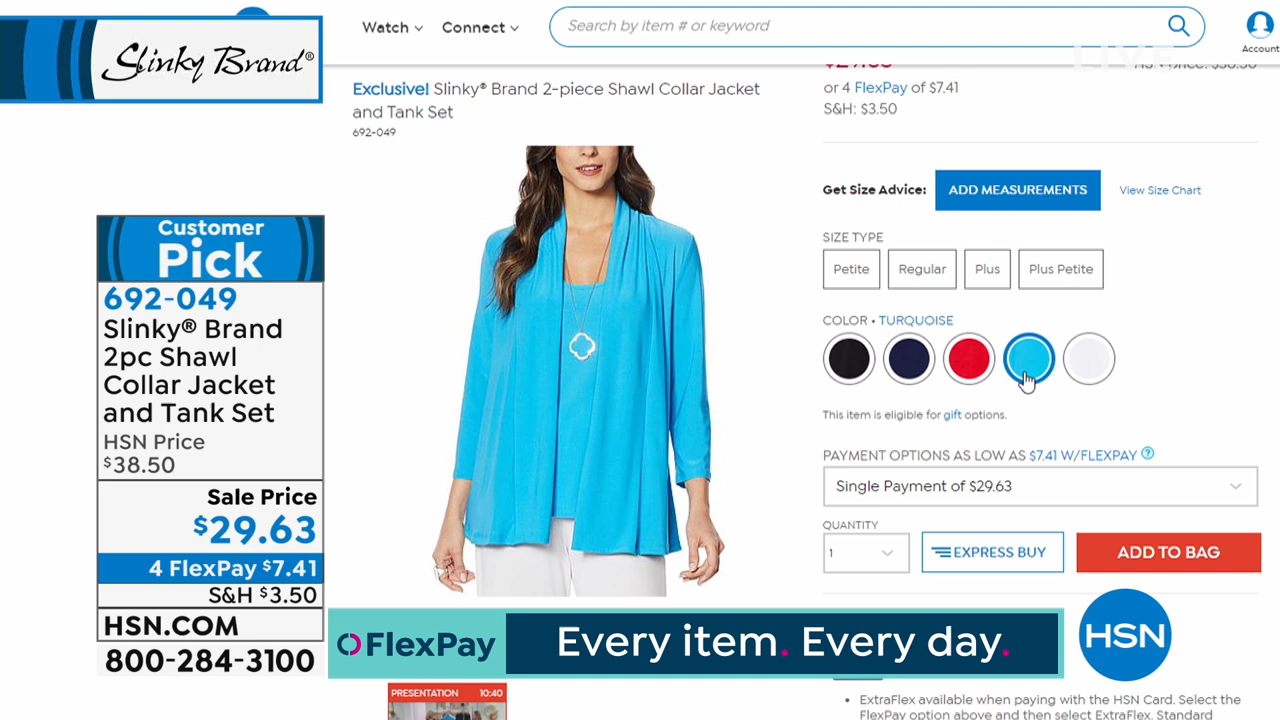 Slinky Brand®
Watch
Connect
Search by item # or keyword
Account
LIVE
Exclusive! Slinky® Brand 2-piece Shawl Collar Jacket
and Tank Set
692-049
or 4 FlexPay of $7.41
S&H: $3.50
Get Size Advice:
ADD MEASUREMENTS
View Size Chart
SIZE TYPE
Petite
Regular
Plus
Plus Petite
COLOR • TURQUOISE
This item is eligible for gift options.
PAYMENT OPTIONS AS LOW AS $7.41 W/FLEXPAY ?
Single Payment of $29.63
QUANTITY
1
EXPRESS BUY
ADD TO BAG
Customer
Pick
692-049
Slinky® Brand
2pc Shawl
Collar Jacket
and Tank Set
HSN Price
$38.50
Sale Price
$29.63
4 FlexPay $7.41
S&H $3.50
HSN.COM
800-284-3100
FlexPay
Every item. Every day.
HSN
PRESENTATION 10:40
• ExtraFlex available when paying with the HSN Card. Select the
FlexPay option above and then select ExtraFlex. Standard